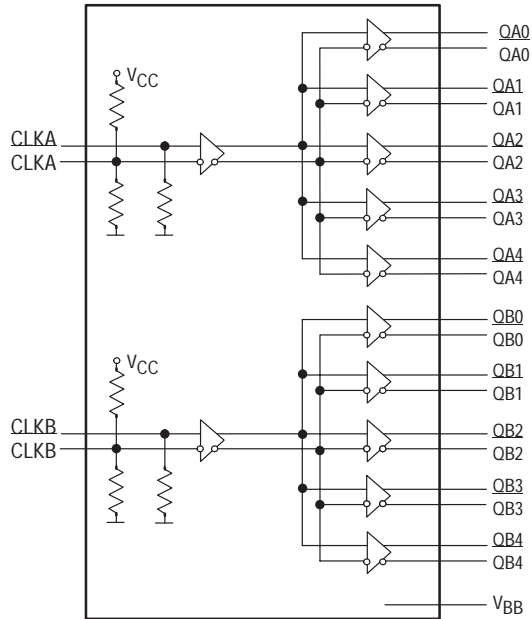 QA0
QA0
VCC
QA1
QA1
CLKA
CLKA
QA2
QA2
QA3
QA3
QA4
QA4
QB0
QB0
VCC
QB1
QB1
CLKB
CLKB
QB2
QB2
QB3
QB3
QB4
QB4
VBB